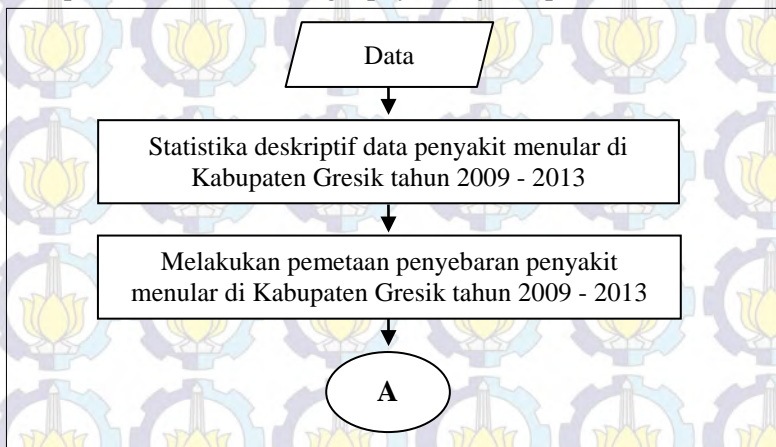 Data
Statistika deskriptif data penyakit menular di
Kabupaten Gresik tahun 2009 - 2013
Melakukan pemetaan penyebaran penyakit
menular di Kabupaten Gresik tahun 2009 - 2013
A